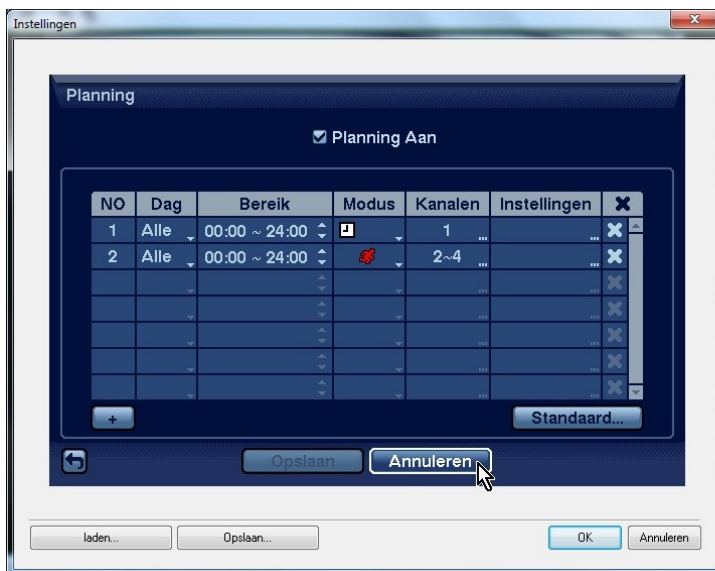 Instellingen
Planning
Planning Aan
NO Dag Bereik Modus Kanalen Instellingen
1 Alle 00:00 ~ 24:00 1 ...
2 Alle 00:00 ~ 24:00 2~4 ...
+ Standaard...
Opslaan Annuleren
laden... Opslaan... OK Annuleren